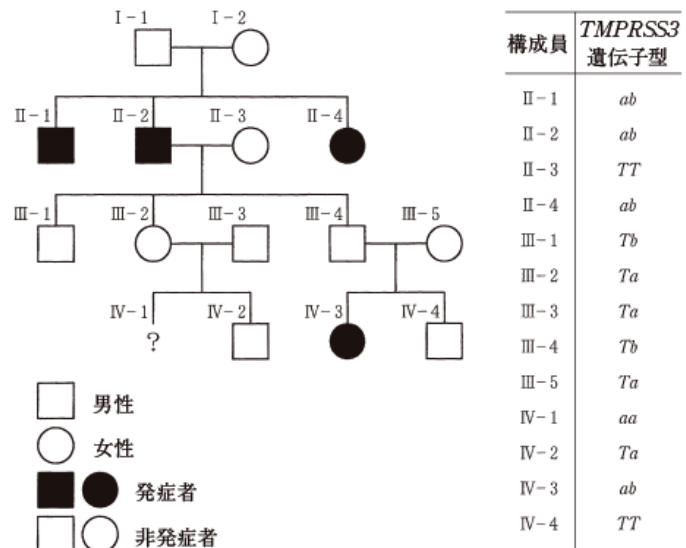 I-1 I-2
II-1 II-2 II-3 II-4
III-1 III-2 III-3 III-4 III-5
IV-1 IV-2 IV-3 IV-4
?
男性
女性
発症者
非発症者
構成員 TMPRSS3 遺伝子型
II-1 ab
II-2 ab
II-3 TT
II-4 ab
III-1 Tb
III-2 Ta
III-3 Ta
III-4 Tb
III-5 Ta
IV-1 aa
IV-2 Ta
IV-3 ab
IV-4 TT